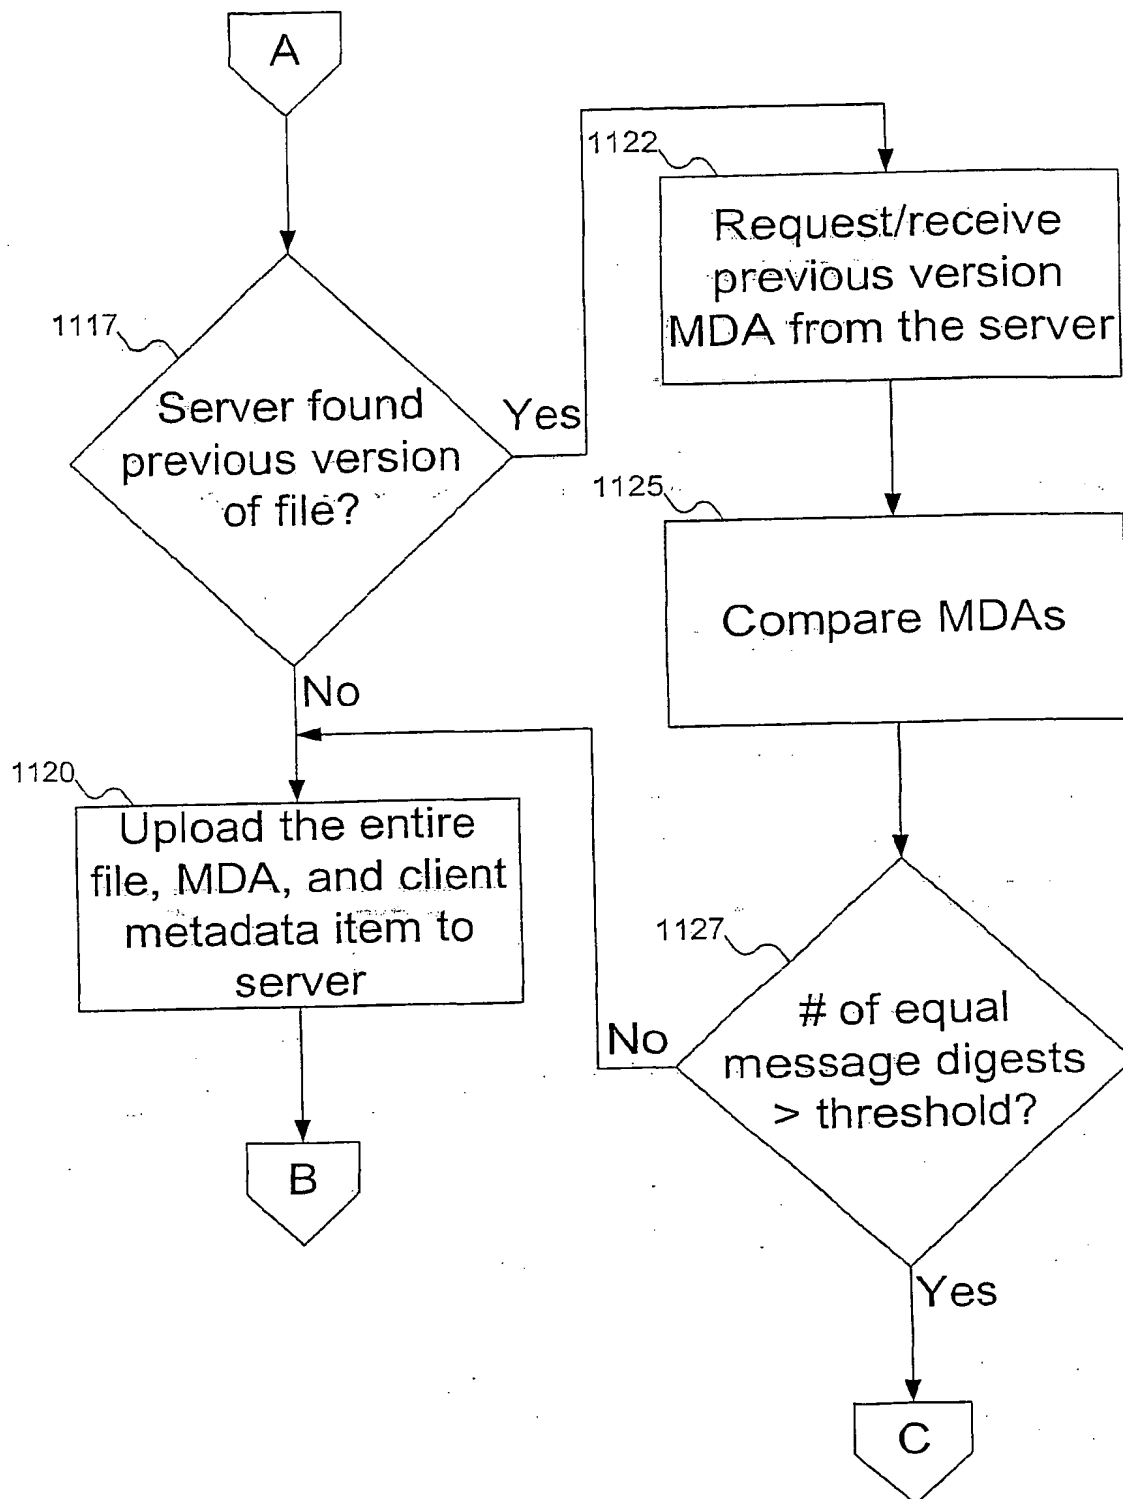 A
1117
Server found
previous version
of file?
Yes
No
1120
Upload the entire
file, MDA, and client
metadata item to
server
B
1122
Request/receive
previous version
MDA from the server
1125
Compare MDAs
1127
# of equal
message digests
> threshold?
No
Yes
C